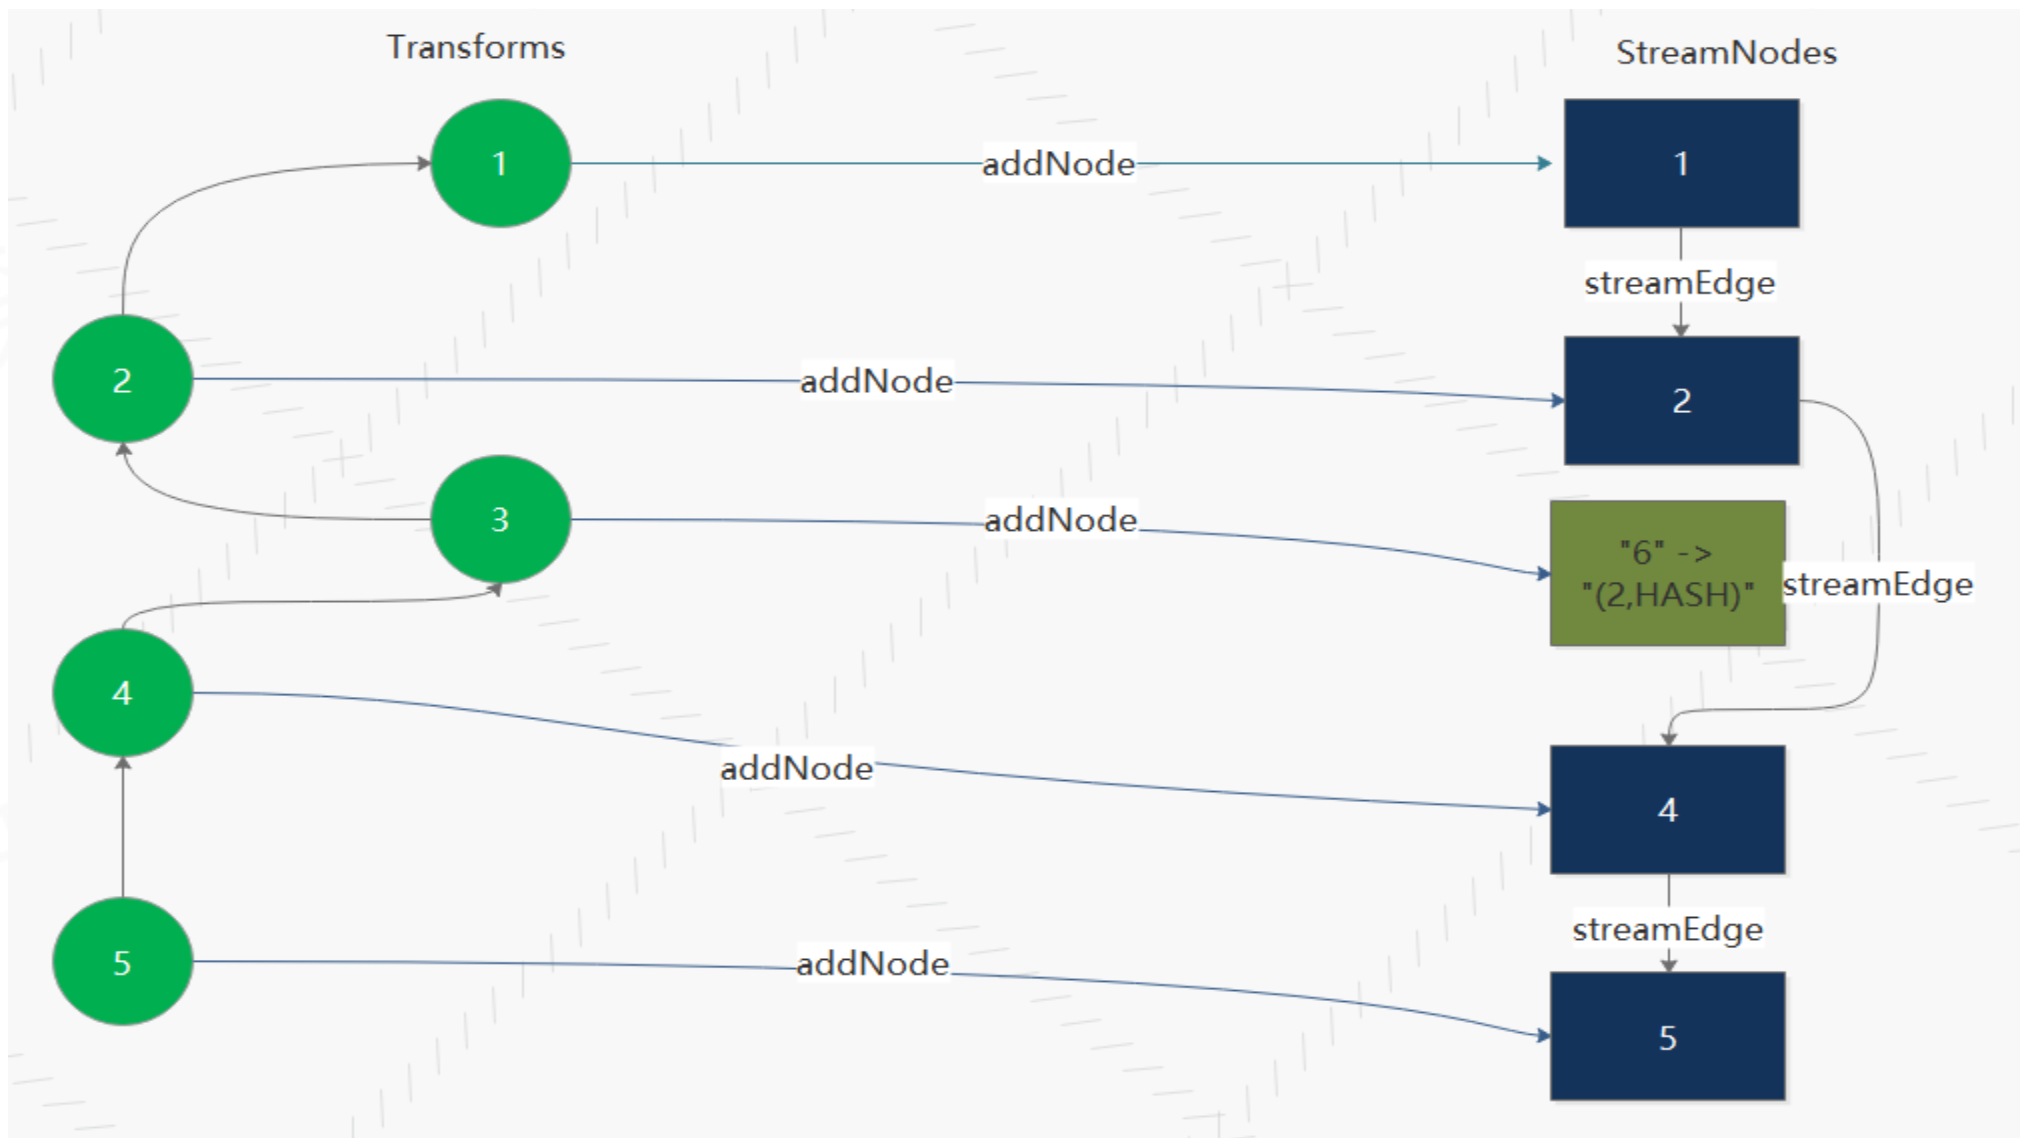 Transforms
StreamNodes
1
addNode
1
streamEdge
2
addNode
2
3
addNode
"6" ->
"(2,HASH)"
streamEdge
4
addNode
4
streamEdge
5
addNode
5